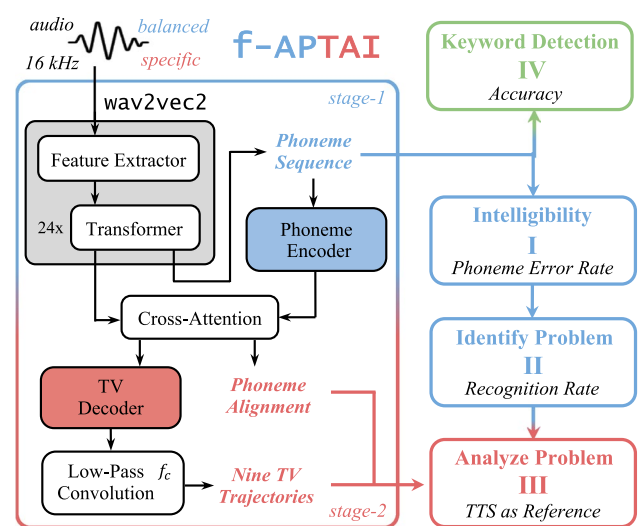 audio
16 kHz
balanced
specific
f-APTAI
wav2vec2
stage-1
Feature Extractor
24x
Transformer
Phoneme
Sequence
Phoneme
Encoder
Cross-Attention
TV
Decoder
Phoneme
Alignment
Low-Pass
Convolution
f_c
Nine TV
Trajectories
stage-2
Keyword Detection
IV
Accuracy
Intelligibility
I
Phoneme Error Rate
Identify Problem
II
Recognition Rate
Analyze Problem
III
TTS as Reference